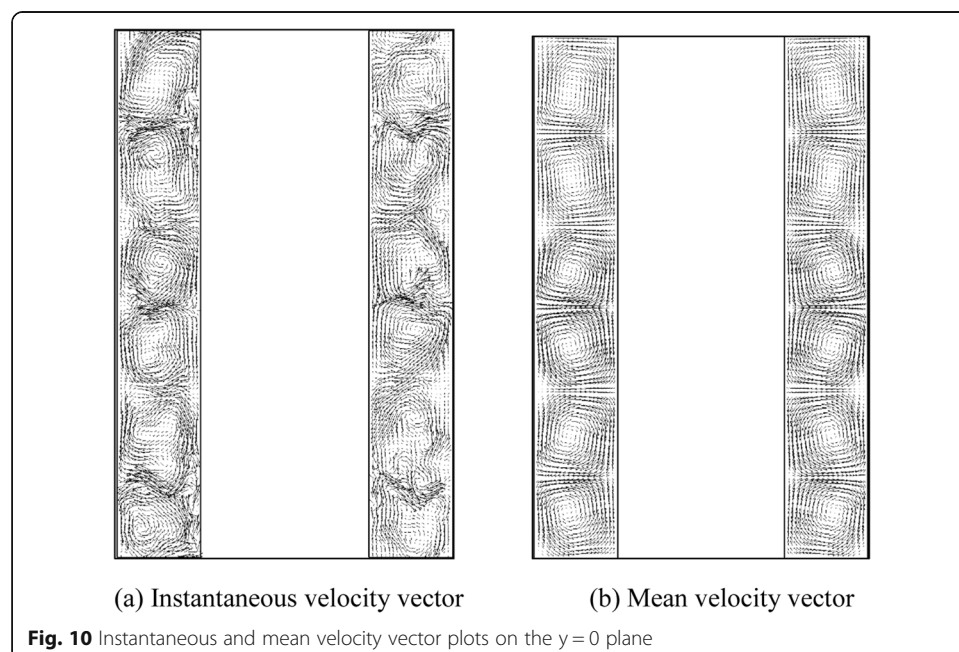 (a) Instantaneous velocity vector
(b) Mean velocity vector
Fig. 10 Instantaneous and mean velocity vector plots on the y = 0 plane